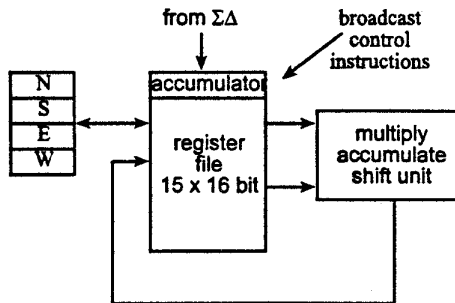 from ΣΔ
broadcast
control
instructions
N
S
E
W
accumulator
register
file
15 x 16 bit
multiply
accumulate
shift unit